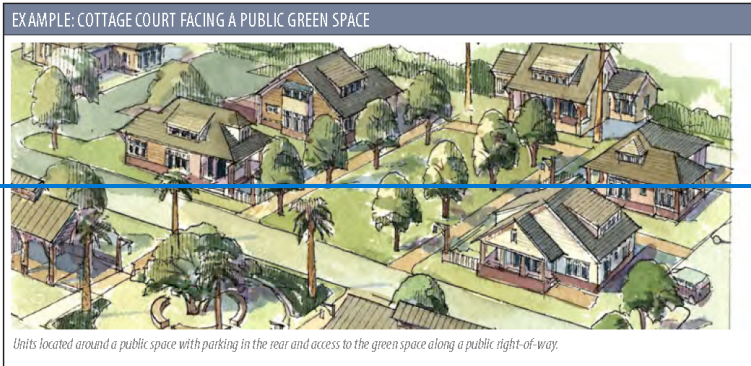 EXAMPLE: COTTAGE COURT FACING A PUBLIC GREEN SPACE
Units located around a public space with parking in the rear and access to the green space along a public right-of-way.